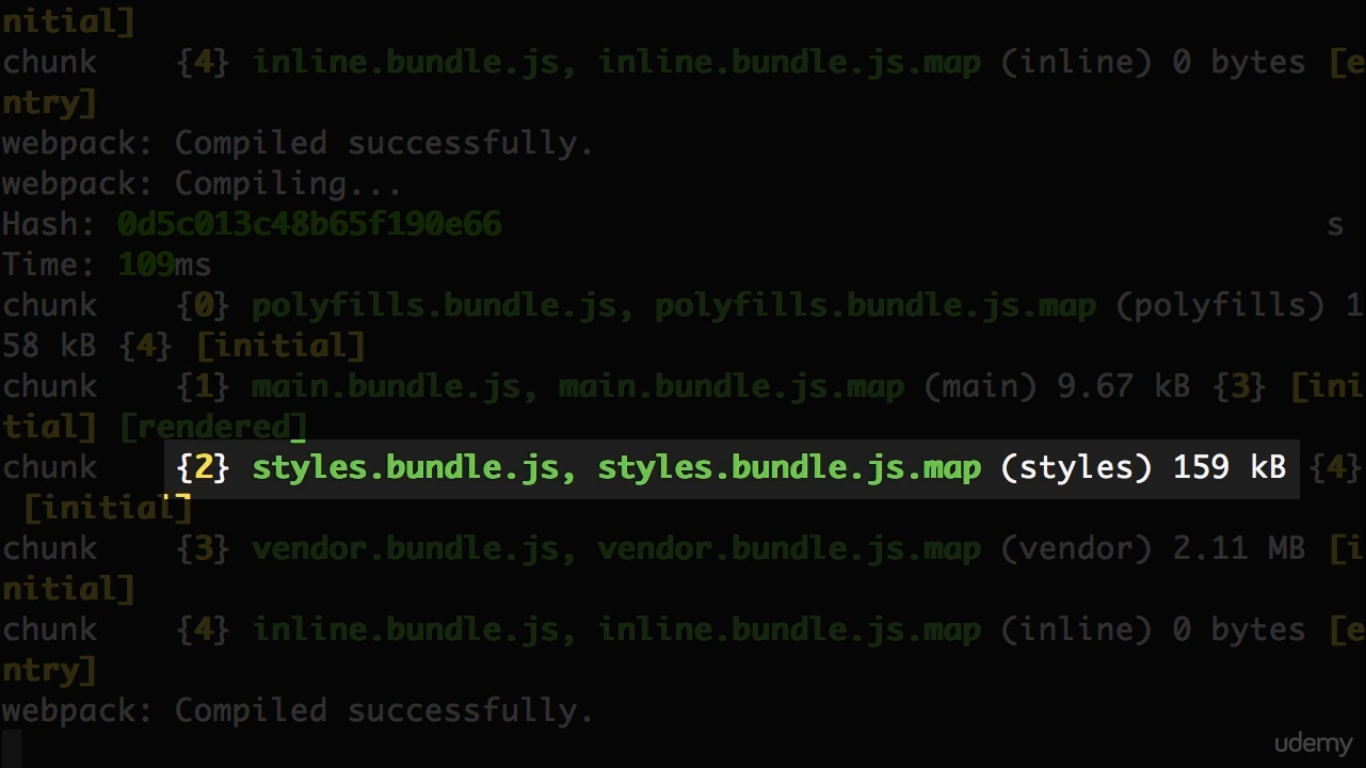 nitial]
chunk    {4} inline.bundle.js, inline.bundle.js.map (inline) 0 bytes [e
ntry]
webpack: Compiled successfully.
webpack: Compiling...
Hash: 0d5c013c48b65f190e66 s
Time: 109ms
chunk    {0} polyfills.bundle.js, polyfills.bundle.js.map (polyfills) 1
58 kB {4} [initial]
chunk    {1} main.bundle.js, main.bundle.js.map (main) 9.67 kB {3} [ini
tial] [rendered]
chunk    {2} styles.bundle.js, styles.bundle.js.map (styles) 159 kB {4}
 [initial]
chunk    {3} vendor.bundle.js, vendor.bundle.js.map (vendor) 2.11 MB [i
nitial]
chunk    {4} inline.bundle.js, inline.bundle.js.map (inline) 0 bytes [e
ntry]
webpack: Compiled successfully.
udemy